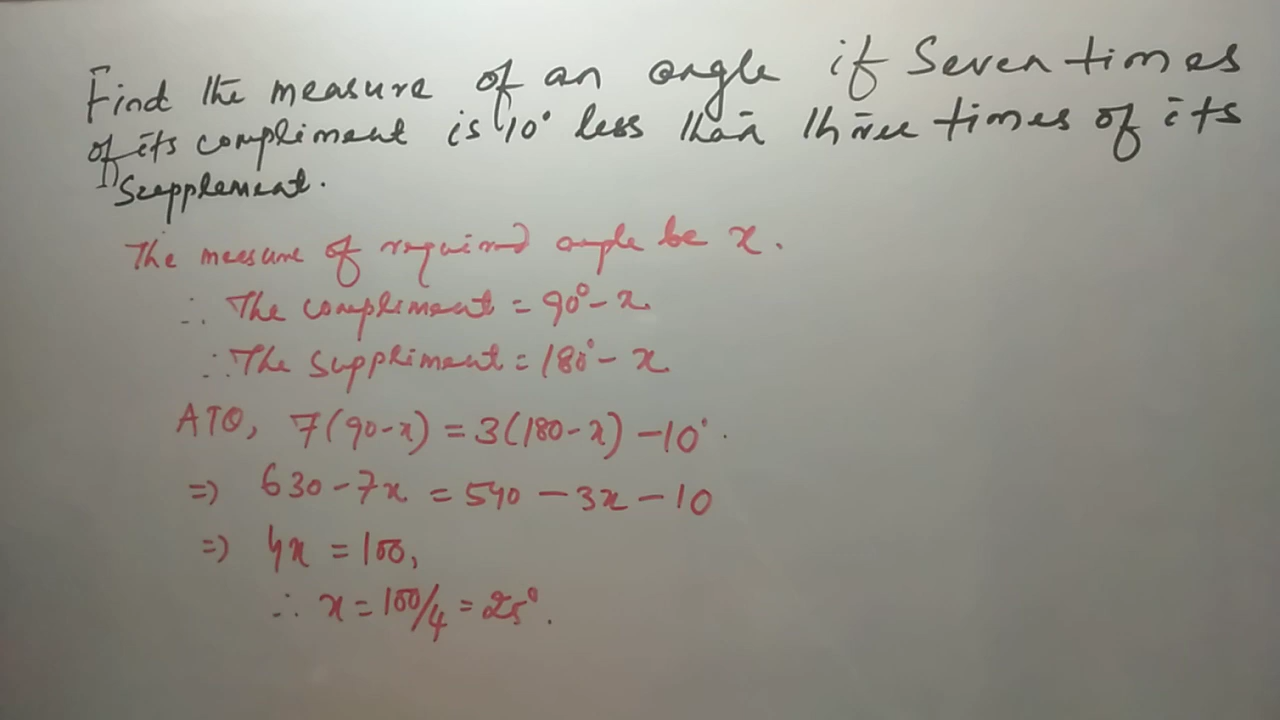 Find the measure of an angle if Seven times
of its compliment is 10° less than three times of its
Supplement.
The measure of required angle be x.
∴ The compliment = 90° - x
∴ The suppliment = 180° - x
ATQ, 7(90-x) = 3(180-x) - 10°.
=> 630 - 7x = 540 - 3x - 10
=> 4x = 100,
∴ x = 100/4 = 25°.